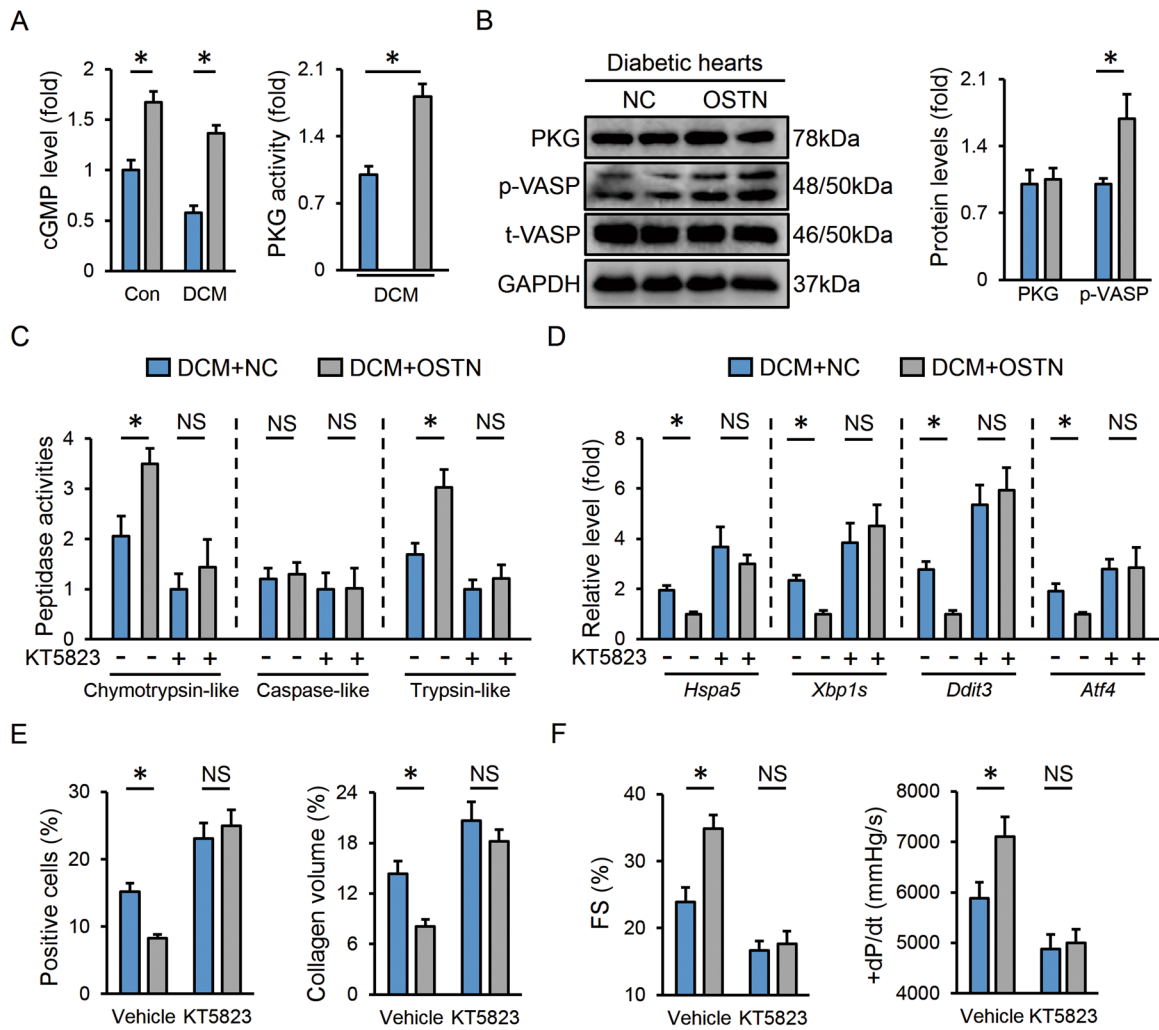 A
cGMP level (fold)
2
1.5
1
0.5
0
*
*
Con DCM
PKG activity (fold)
2.1
1.4
0.7
0
*
DCM
B
Diabetic hearts
NC OSTN
PKG 78kDa
p-VASP 48/50kDa
t-VASP 46/50kDa
GAPDH 37kDa
Protein levels (fold)
2.1
1.4
0.7
0
*
PKG p-VASP
C
DCM+NC DCM+OSTN
Peptidase activities
5
4
3
2
1
0
* NS NS NS * NS
KT5823 - - + + - - + + - - + +
Chymotrypsin-like Caspase-like Trypsin-like
D
DCM+NC DCM+OSTN
Relative level (fold)
8
6
4
2
0
* NS * NS * NS * NS
KT5823 - - + + - - + + - - + + - - + +
Hspa5 Xbp1s Ddit3 Atf4
E
Positive cells (%)
30
20
10
0
* NS
Vehicle KT5823
Collagen volume (%)
24
18
12
6
0
* NS
Vehicle KT5823
F
FS (%)
40
30
20
10
* NS
Vehicle KT5823
+dP/dt (mmHg/s)
8000
7000
6000
5000
4000
* NS
Vehicle KT5823